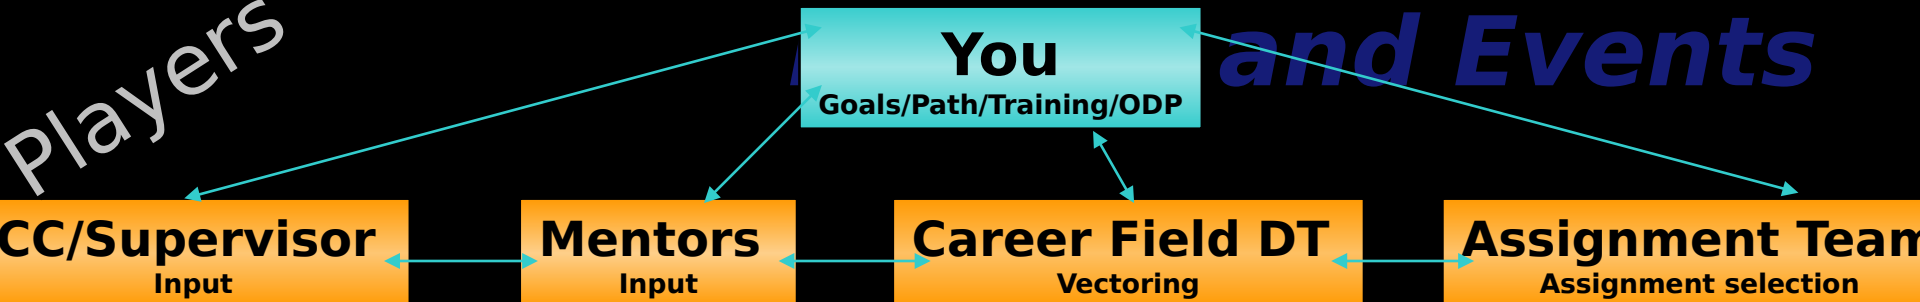 and Events
Players
You
Goals/Path/Training/ODP
CC/Supervisor
Input
Mentors
Input
Career Field DT
Vectoring
Assignment Team
Assignment selection